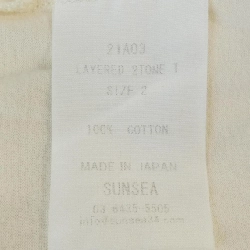 21A03
LAYERED STONE T
SIZE 2
100% COTTON
MADE IN JAPAN
SUNSEA